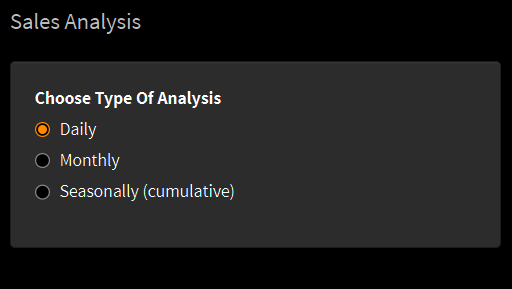 Sales Analysis
Choose Type Of Analysis
Daily
Monthly
Seasonally (cumulative)